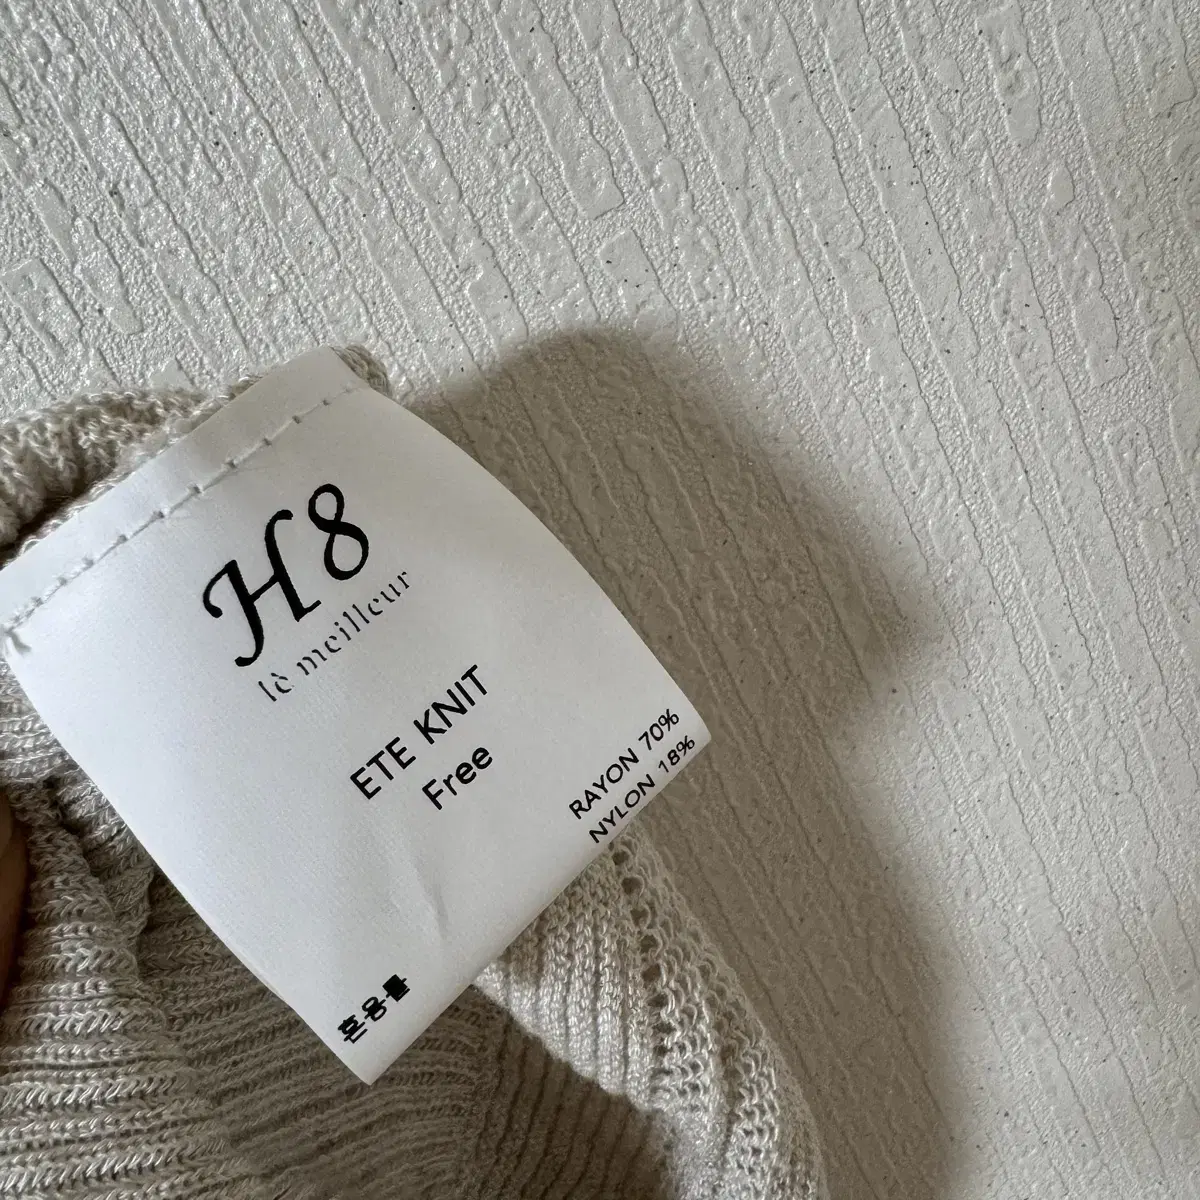 H8
lè meilleur
ETE KNIT
Free
RAYON 70%
NYLON 18%
혼용률